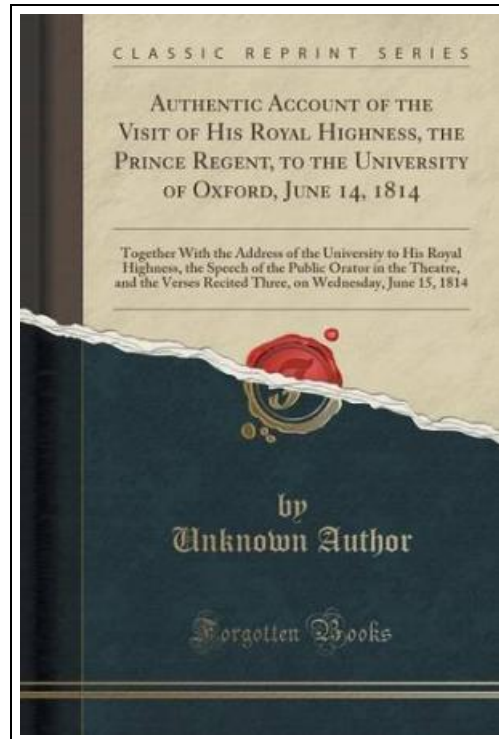 CLASSIC REPRINT SERIES
AUTHENTIC ACCOUNT OF THE
VISIT OF HIS ROYAL HIGHNESS, THE
PRINCE REGENT, TO THE UNIVERSITY
OF OXFORD, JUNE 14, 1814
Together With the Address of the University to His Royal
Highness, the Speech of the Public Orator in the Theatre,
and the Verses Recited Three, on Wednesday, June 15, 1814
by
Unknown Author
Forgotten Books